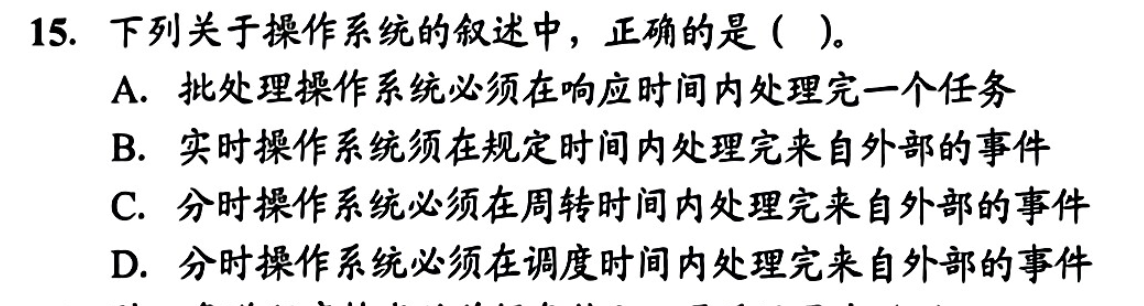 15. 下列关于操作系统的叙述中，正确的是（ ）。
A. 批处理操作系统必须在响应时间内处理完一个任务
B. 实时操作系统须在规定时间内处理完来自外部的事件
C. 分时操作系统必须在周转时间内处理完来自外部的事件
D. 分时操作系统必须在调度时间内处理完来自外部的事件